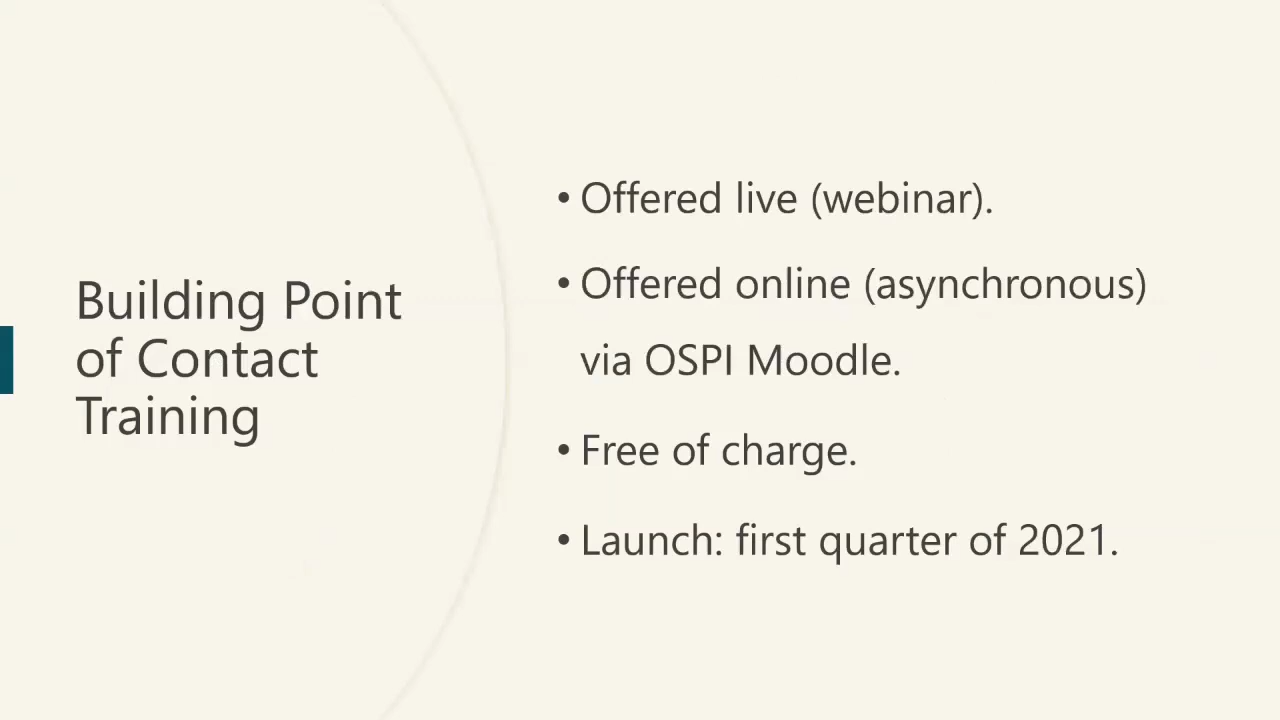 Building Point
of Contact
Training
• Offered live (webinar).
• Offered online (asynchronous)
via OSPI Moodle.
• Free of charge.
• Launch: first quarter of 2021.